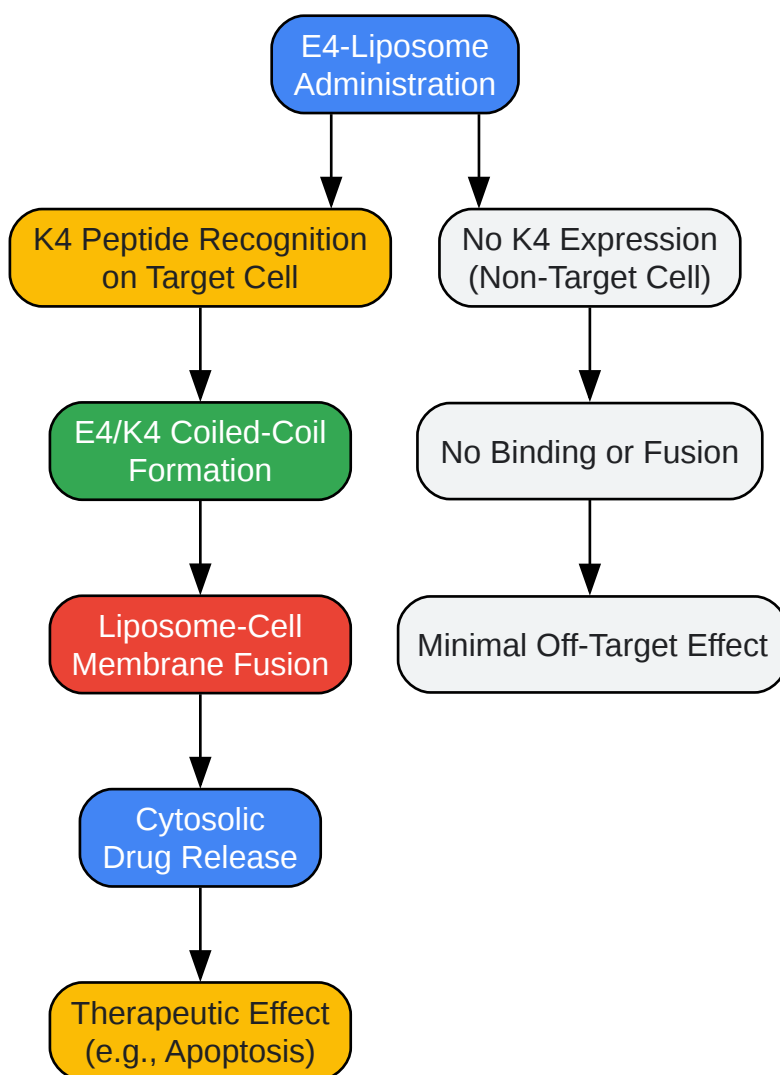 E4-Liposome
Administration
K4 Peptide Recognition
on Target Cell
No K4 Expression
(Non-Target Cell)
E4/K4 Coiled-Coil
Formation
No Binding or Fusion
Liposome-Cell
Membrane Fusion
Minimal Off-Target Effect
Cytosolic
Drug Release
Therapeutic Effect
(e.g., Apoptosis)